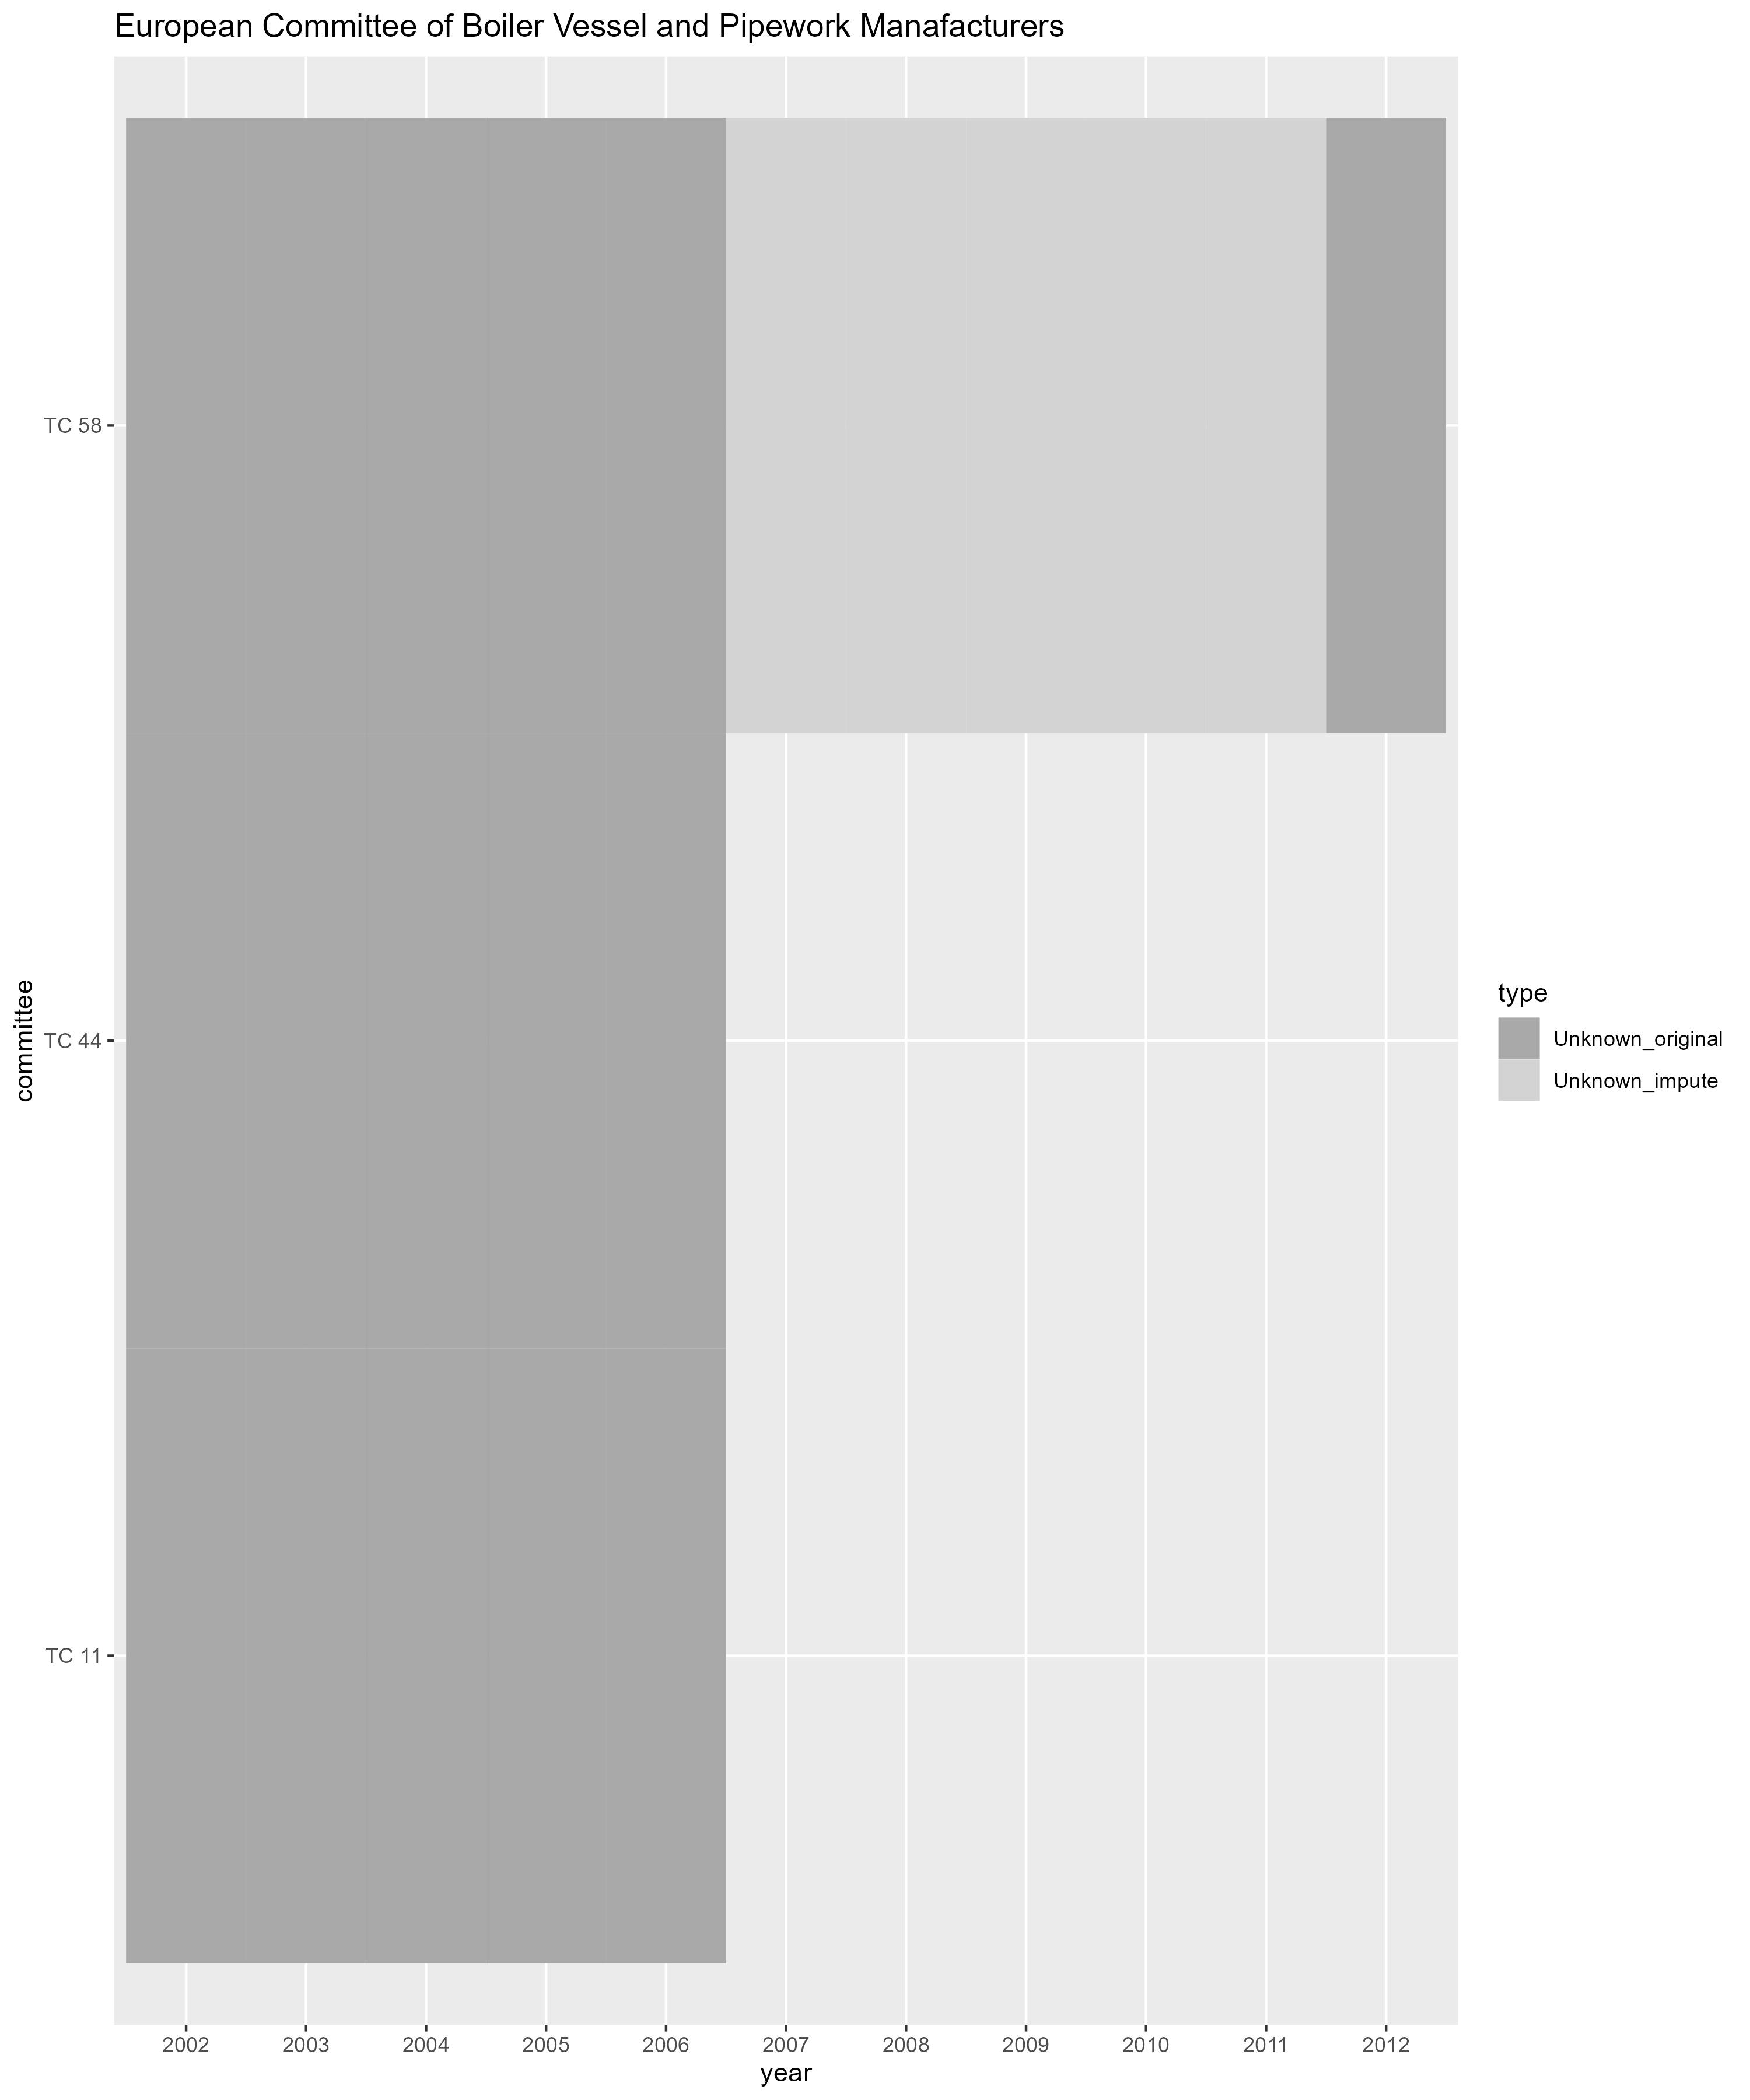 European Committee of Boiler Vessel and Pipework Manafacturers
TC 58
TC 44
TC 11
committee
2002 2003 2004 2005 2006 2007 2008 2009 2010 2011 2012
year
type
Unknown_original
Unknown_impute